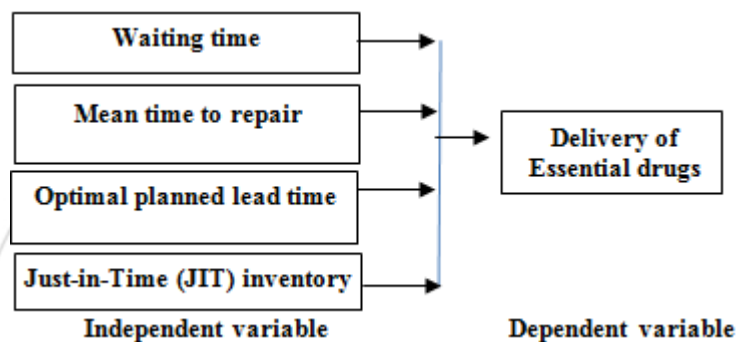 Waiting time
Mean time to repair
Optimal planned lead time
Just-in-Time (JIT) inventory
Independent variable
Delivery of
Essential drugs
Dependent variable